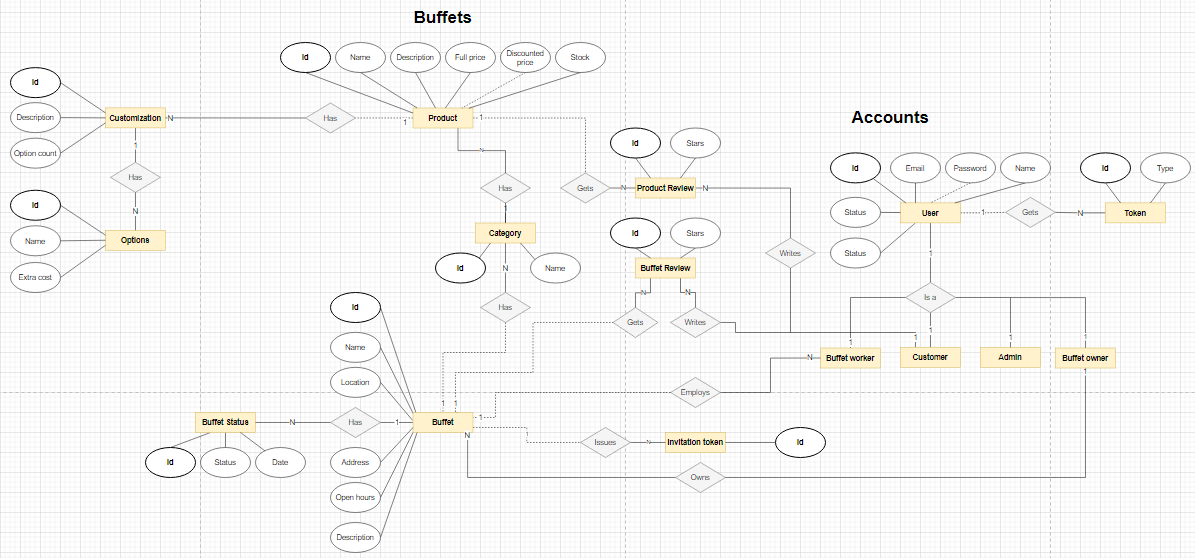 Buffets
Id
Name
Description
Full price
Discounted
price
Stock
Id
Description
Option count
Customization
N
Has
1
Product
1
N
Accounts
Id
Stars
Id
Email
Password
Name
Id
Type
1
Has
N
Has
Gets
N
Product Review
N
Id
Name
Extra cost
Options
1
Category
Id
Name
N
Id
Stars
Buffet Review
Writes
Status
Status
User
1
Gets
N
Token
1
Has
N
N
Gets
Writes
Is a
1
1
1
1
1
Buffet worker
Customer
Admin
Buffet owner
N
1
Id
Name
Location
Employs
1
1
1
Buffet Status
N
Has
1
Buffet
N
Id
Status
Date
Address
Open hours
Description
1
Issues
N
Invitation token
Id
Owns